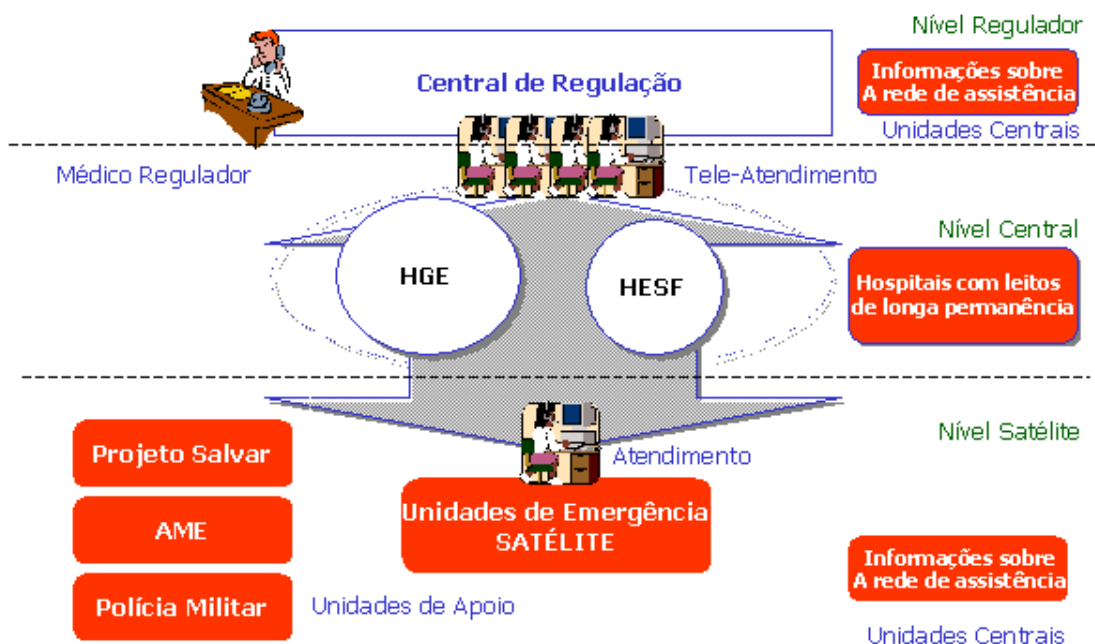 Nível Regulador
Central de Regulação
Informações sobre
A rede de assistência
Unidades Centrais
Médico Regulador
Tele-Atendimento
Nível Central
HGE
HESF
Hospitais com leitos
de longa permanência
Nível Satélite
Projeto Salvar
Atendimento
AME
Unidades de Emergência
SATÉLITE
Informações sobre
A rede de assistência
Polícia Militar
Unidades de Apoio
Unidades Centrais